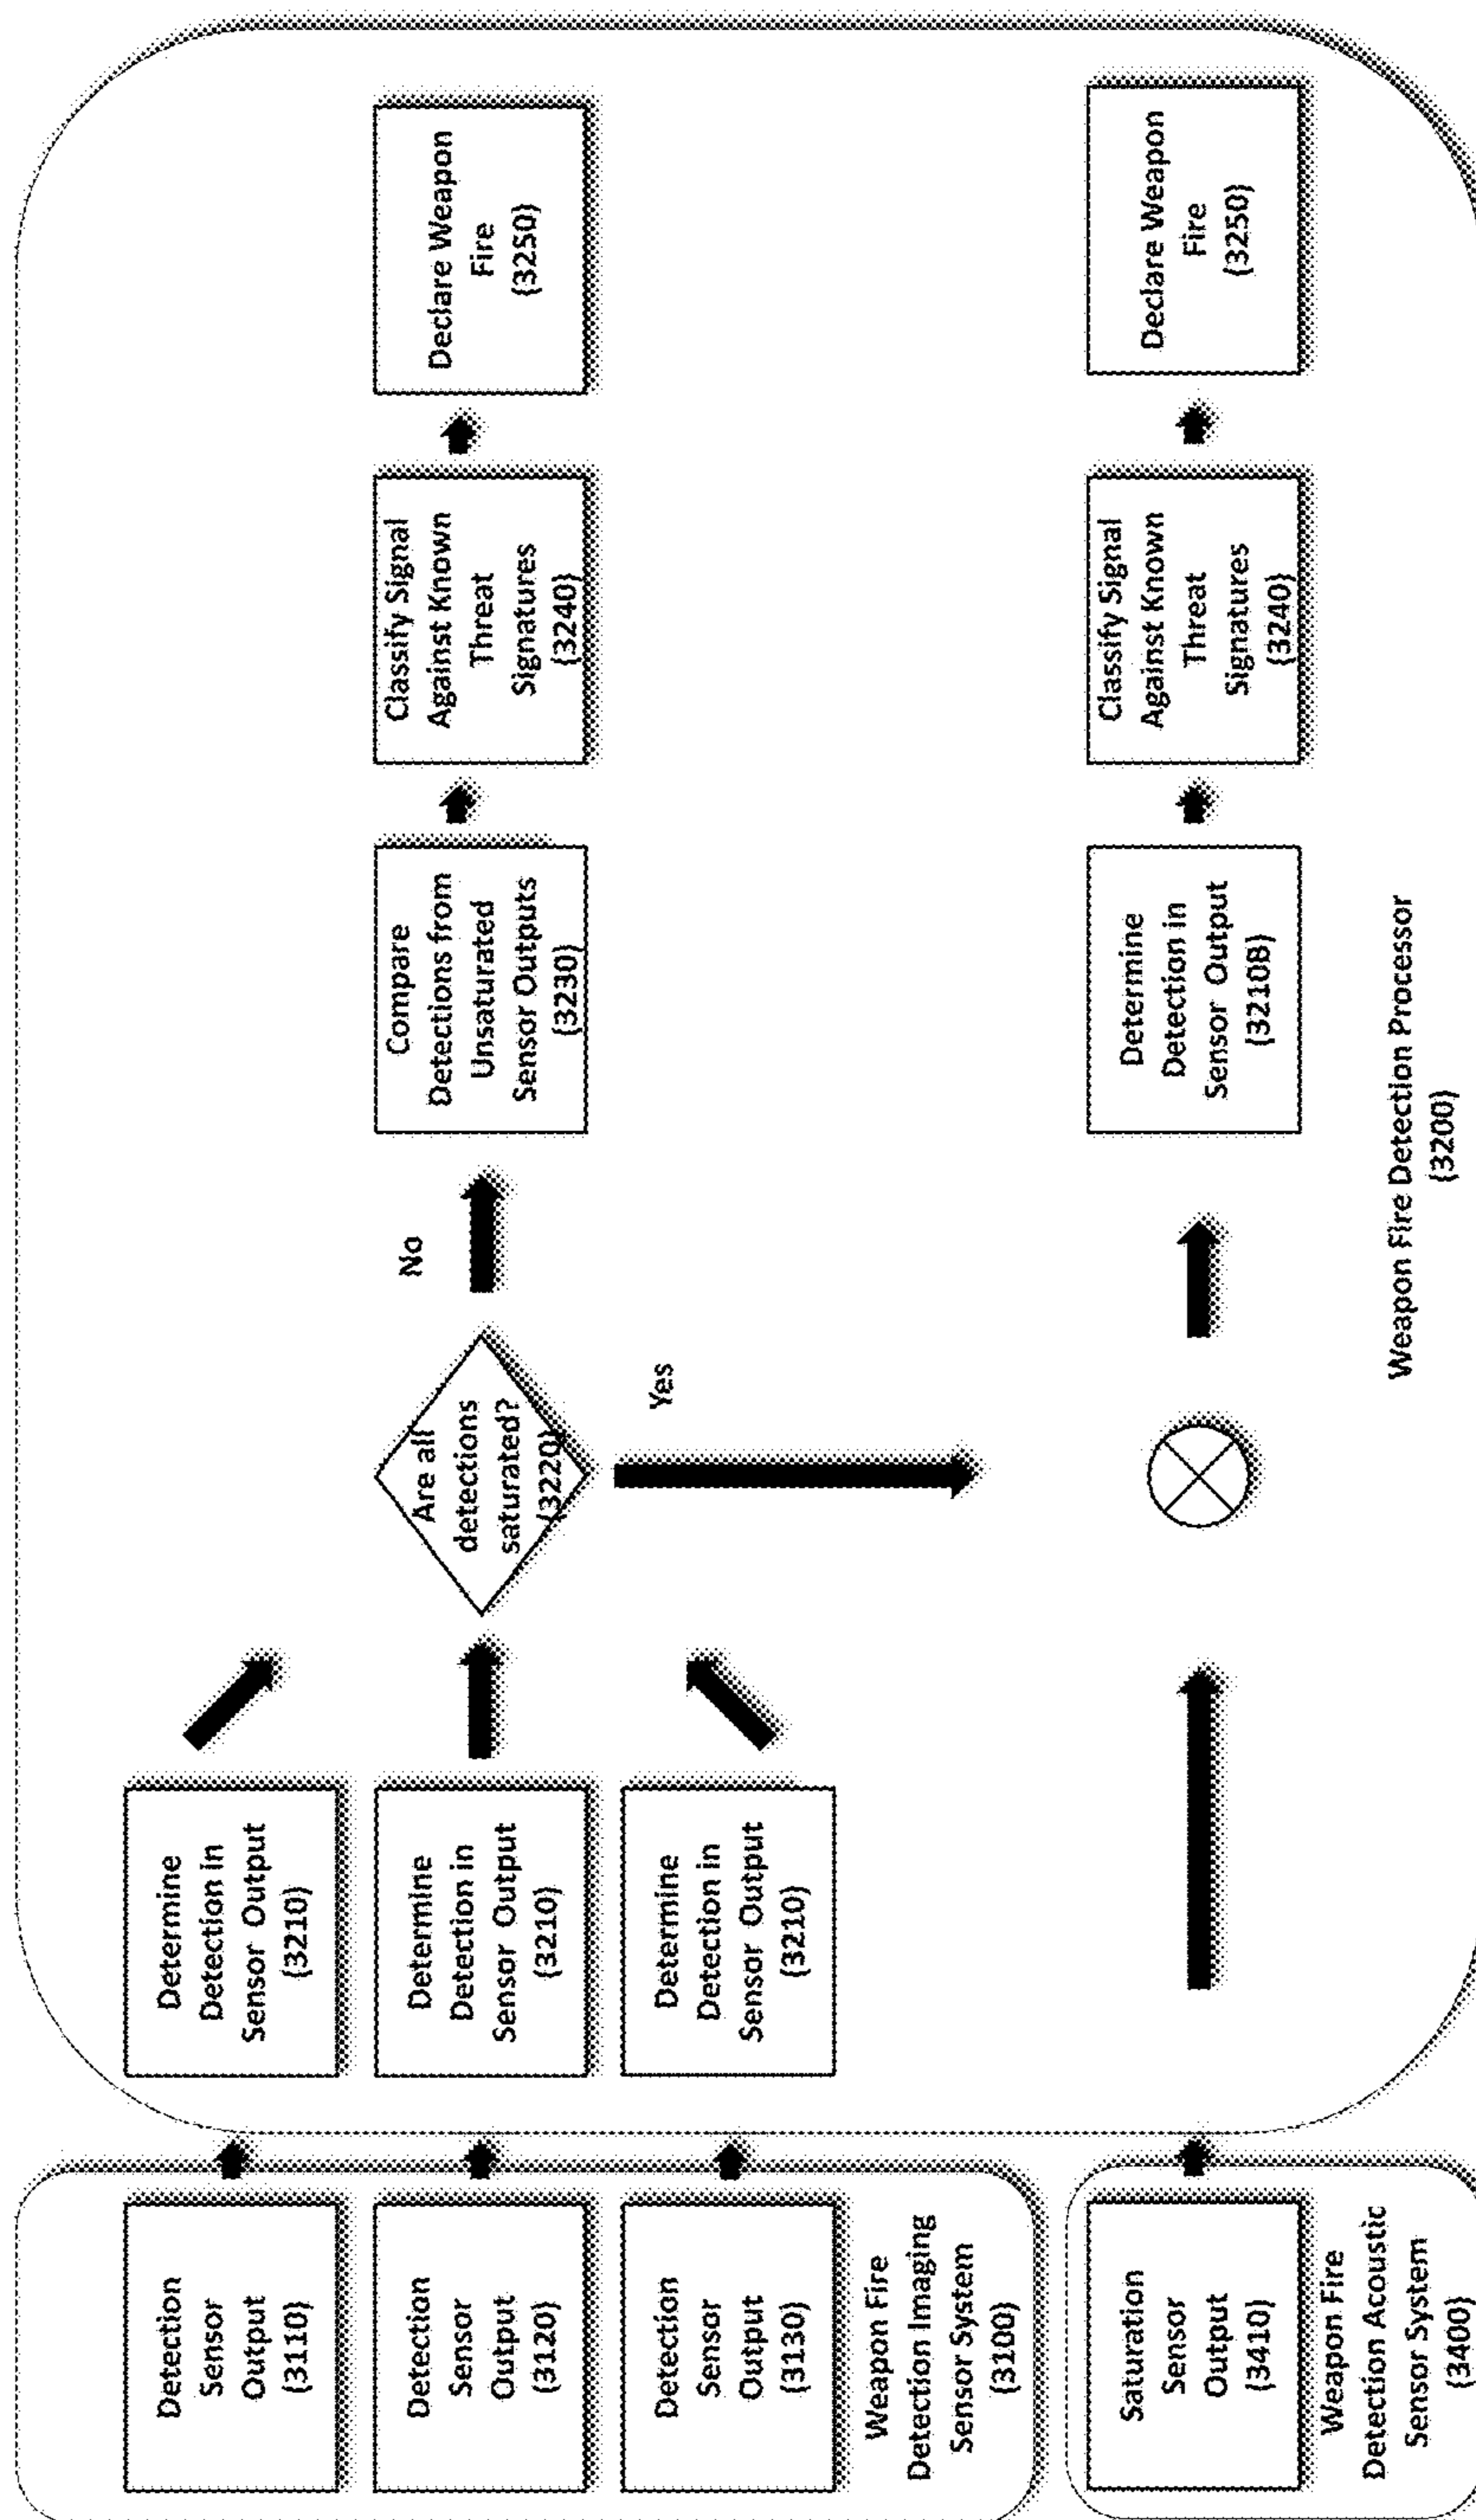 Detection
Sensor
Output
{3110}
Detection
Sensor
Output
{3120}
Detection
Sensor
Output
{3130}
Weapon Fire
Detection Imaging
Sensor System
{3100}
Saturation
Sensor
Output
{3410}
Weapon Fire
Detection Acoustic
Sensor System
{3400}
Determine
Detection in
Sensor Output
{3210}
Determine
Detection in
Sensor Output
{3210}
Determine
Detection in
Sensor Output
{3210}
Are all
detections
saturated?
{3220}
No
Yes
Compare
Detections from
Unsaturated
Sensor Outputs
{3230}
Classify Signal
Against Known
Threat
Signatures
{3240}
Declare Weapon
Fire
{3250}
Determine
Detection in
Sensor Output
{3210B}
Classify Signal
Against Known
Threat
Signatures
{3240}
Declare Weapon
Fire
{3250}
Weapon Fire Detection Processor
{3200}